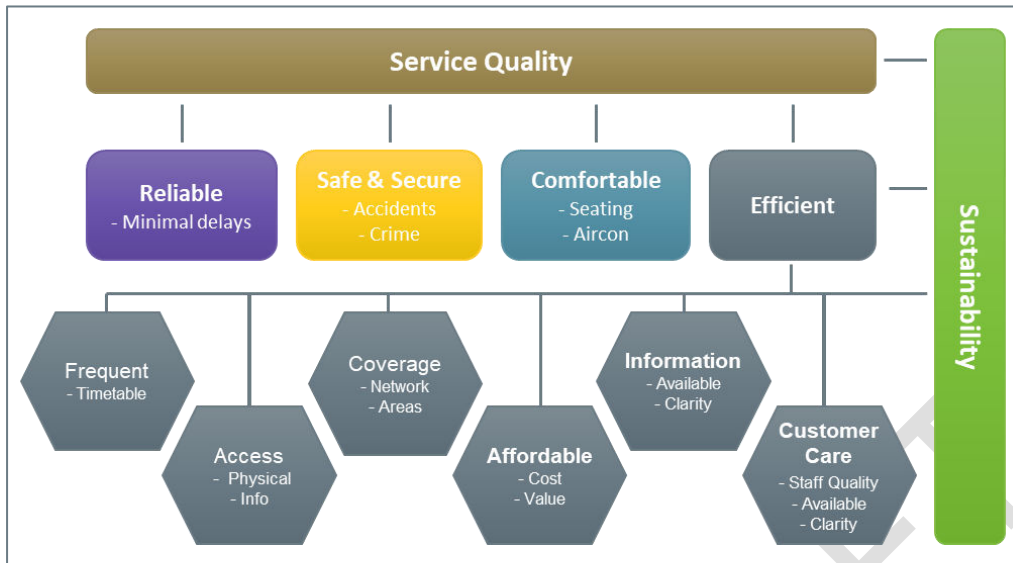 Service Quality
Reliable
- Minimal delays
Safe & Secure
- Accidents
- Crime
Comfortable
- Seating
- Aircon
Efficient
Sustainability
Frequent
- Timetable
Access
- Physical
- Info
Coverage
- Network
- Areas
Affordable
- Cost
- Value
Information
- Available
- Clarity
Customer
Care
- Staff Quality
- Available
- Clarity